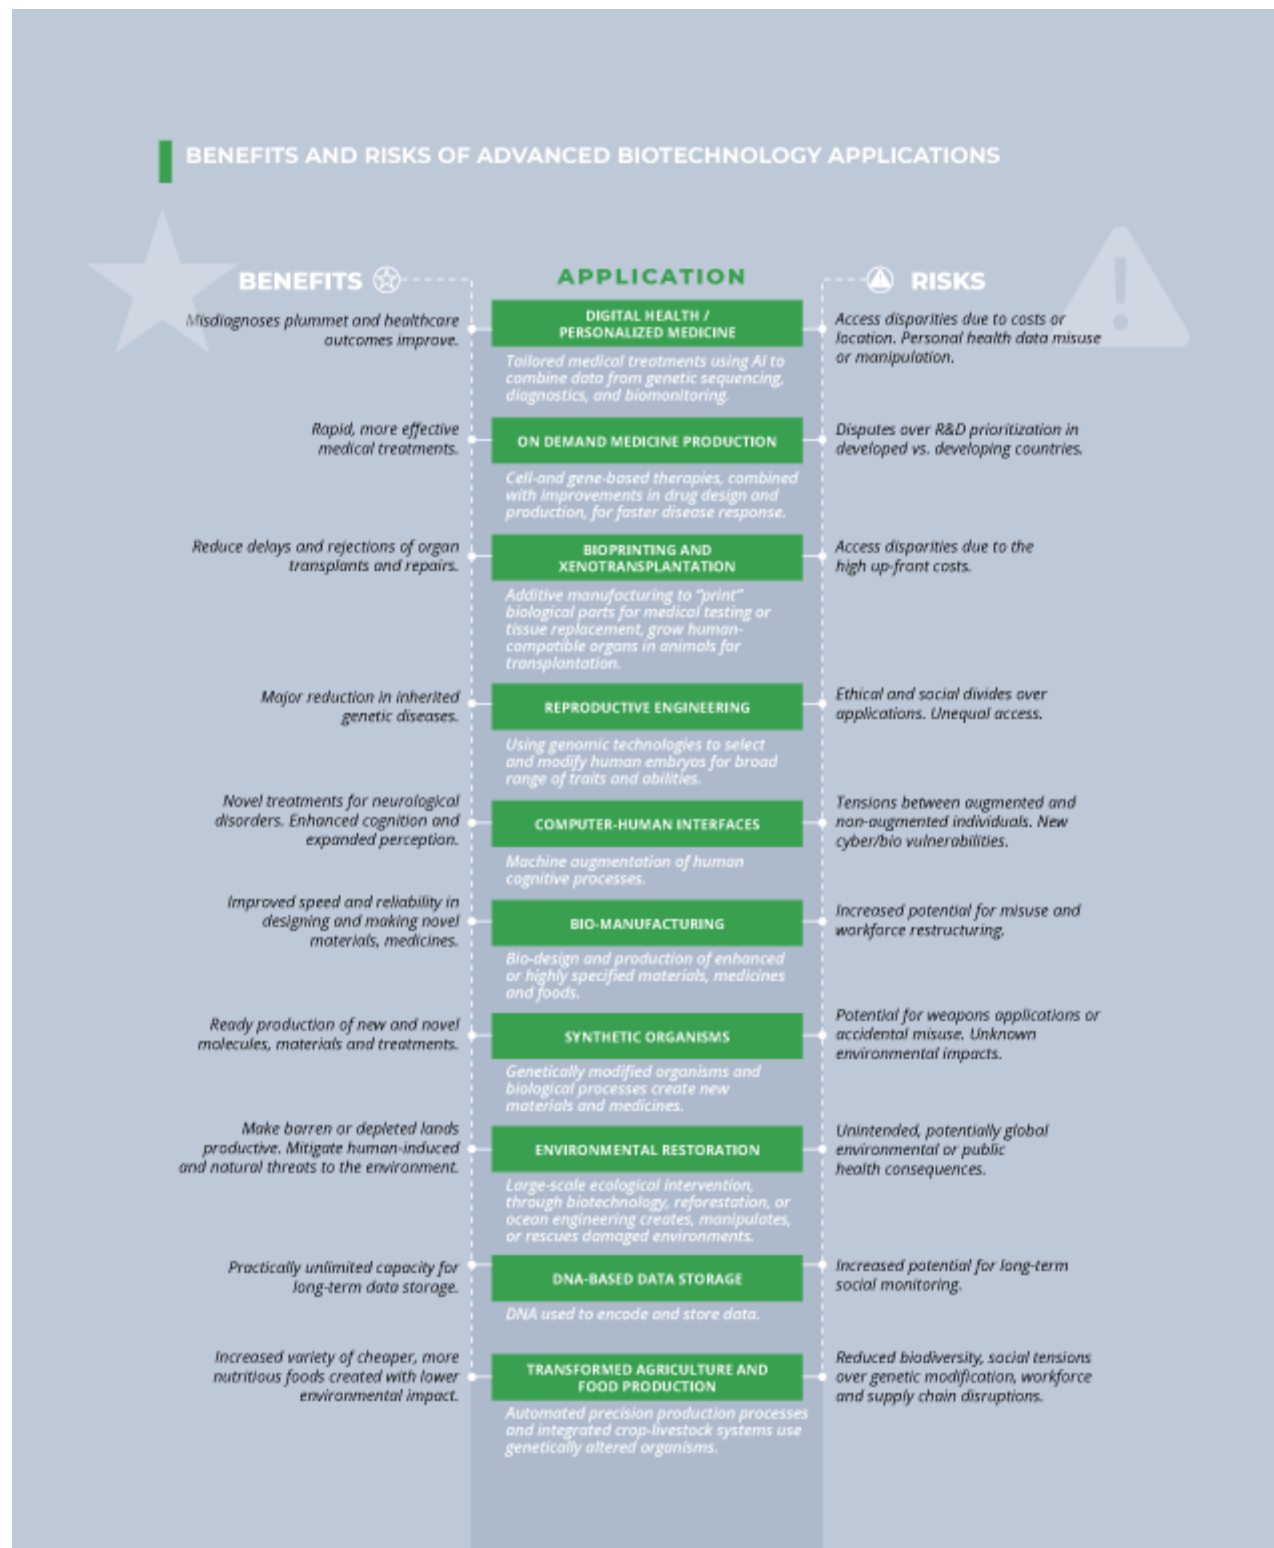 BENEFITS AND RISKS OF ADVANCED BIOTECHNOLOGY APPLICATIONS
BENEFITS
APPLICATION
RISKS
Misdiagnoses plummet and healthcare
outcomes improve.
DIGITAL HEALTH /
PERSONALIZED MEDICINE
Tailored medical treatments using AI to
combine data from genetic sequencing,
diagnostics, and biomonitoring.
Access disparities due to costs or
location. Personal health data misuse
or manipulation.
Rapid, more effective
medical treatments.
ON DEMAND MEDICINE PRODUCTION
Cell-and gene-based therapies, combined
with improvements in drug design and
production, for faster disease response.
Disputes over R&D prioritization in
developed vs. developing countries.
Reduce delays and rejections of organ
transplants and repairs.
BIOPRINTING AND
XENOTRANSPLANTATION
Additive manufacturing to “print”
biological parts for medical testing or
tissue replacement, grow human-
compatible organs in animals for
transplantation.
Access disparities due to the
high up-front costs.
Major reduction in inherited
genetic diseases.
REPRODUCTIVE ENGINEERING
Using genomic technologies to select
and modify human embryos for broad
range of traits and abilities.
Ethical and social divides over
applications. Unequal access.
Novel treatments for neurological
disorders. Enhanced cognition and
expanded perception.
COMPUTER-HUMAN INTERFACES
Machine augmentation of human
cognitive processes.
Tensions between augmented and
non-augmented individuals. New
cyber/bio vulnerabilities.
Improved speed and reliability in
designing and making novel
materials, medicines.
BIO-MANUFACTURING
Bio-design and production of enhanced
or highly specified materials, medicines
and foods.
Increased potential for misuse and
workforce restructuring.
Ready production of new and novel
molecules, materials and treatments.
SYNTHETIC ORGANISMS
Genetically modified organisms and
biological processes create new
materials and medicines.
Potential for weapons applications or
accidental misuse. Unknown
environmental impacts.
Make barren or depleted lands
productive. Mitigate human-induced
and natural threats to the environment.
ENVIRONMENTAL RESTORATION
Large-scale ecological intervention,
through biotechnology, reforestation, or
ocean engineering creates, manipulates,
or rescues damaged environments.
Unintended, potentially global
environmental or public
health consequences.
Practically unlimited capacity for
long-term data storage.
DNA-BASED DATA STORAGE
DNA used to encode and store data.
Increased potential for long-term
social monitoring.
Increased variety of cheaper, more
nutritious foods created with lower
environmental impact.
TRANSFORMED AGRICULTURE AND
FOOD PRODUCTION
Automated precision production processes
and integrated crop-livestock systems use
genetically altered organisms.
Reduced biodiversity, social tensions
over genetic modification, workforce
and supply chain disruptions.